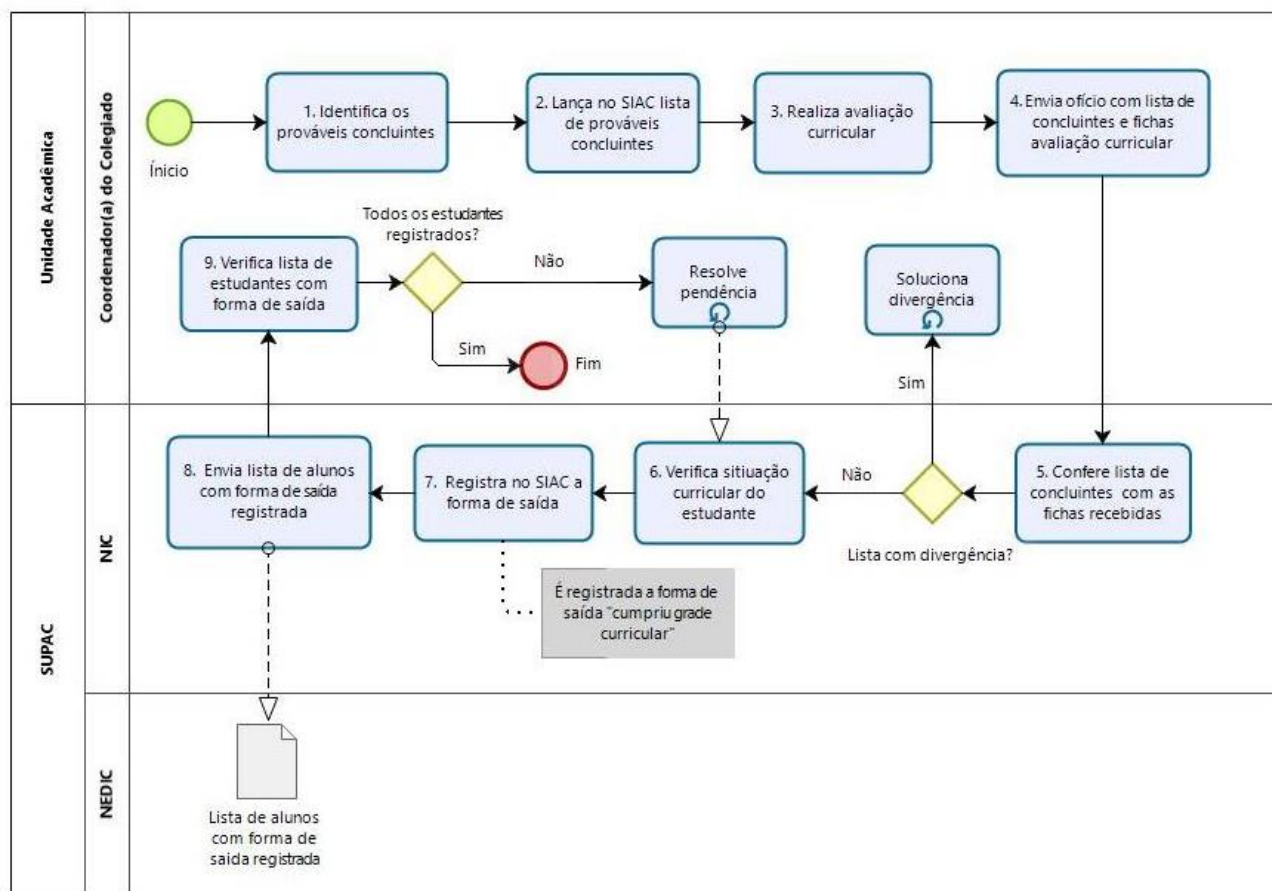 Unidade Acadêmica
Coordenador(a) do Colegiado
Ínicio
1. Identifica os
prováveis concluintes
2. Lança no SIAC lista
de prováveis
concluintes
3. Realiza avaliação
curricular
4. Envia ofício com lista de
concluintes e fichas
avaliação curricular
9. Verifica lista de
estudantes com
forma de saída
Todos os estudantes
registrados?
Não
Sim
Fim
Resolve
pendência
Soluciona
divergência
Sim
SUPAC
NIC
8. Envia lista de alunos
com forma de saída
registrada
7. Registra no SIAC a
forma de saída
6. Verifica sitiuação
curricular do
estudante
Não
Lista com divergência?
5. Confere lista de
concluintes com as
fichas recebidas
É registrada a forma de
saída "cumpriu grade
curricular"
NEDIC
Lista de alunos
com forma de
saida registrada